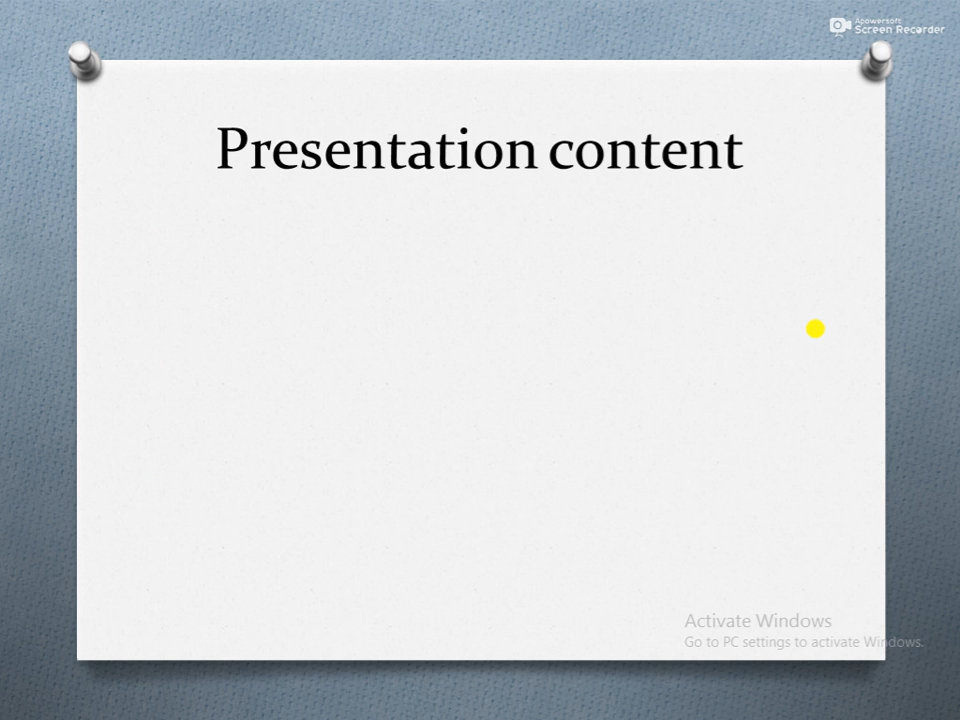 Apowersoft
Screen Recorder
Presentation content
Activate Windows
Go to PC settings to activate Windows.